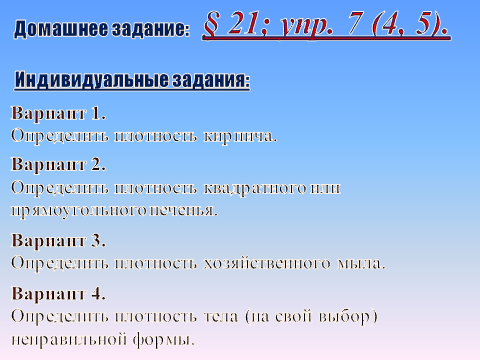 Домашнее задание: § 21; упр. 7 (4, 5).
Индивидуальные задания:
Вариант 1.
Определить плотность кирпича.
Вариант 2.
Определить плотность квадратного или
прямоугольного печенья.
Вариант 3.
Определить плотность хозяйственного мыла.
Вариант 4.
Определить плотность тела (на свой выбор)
неправильной формы.